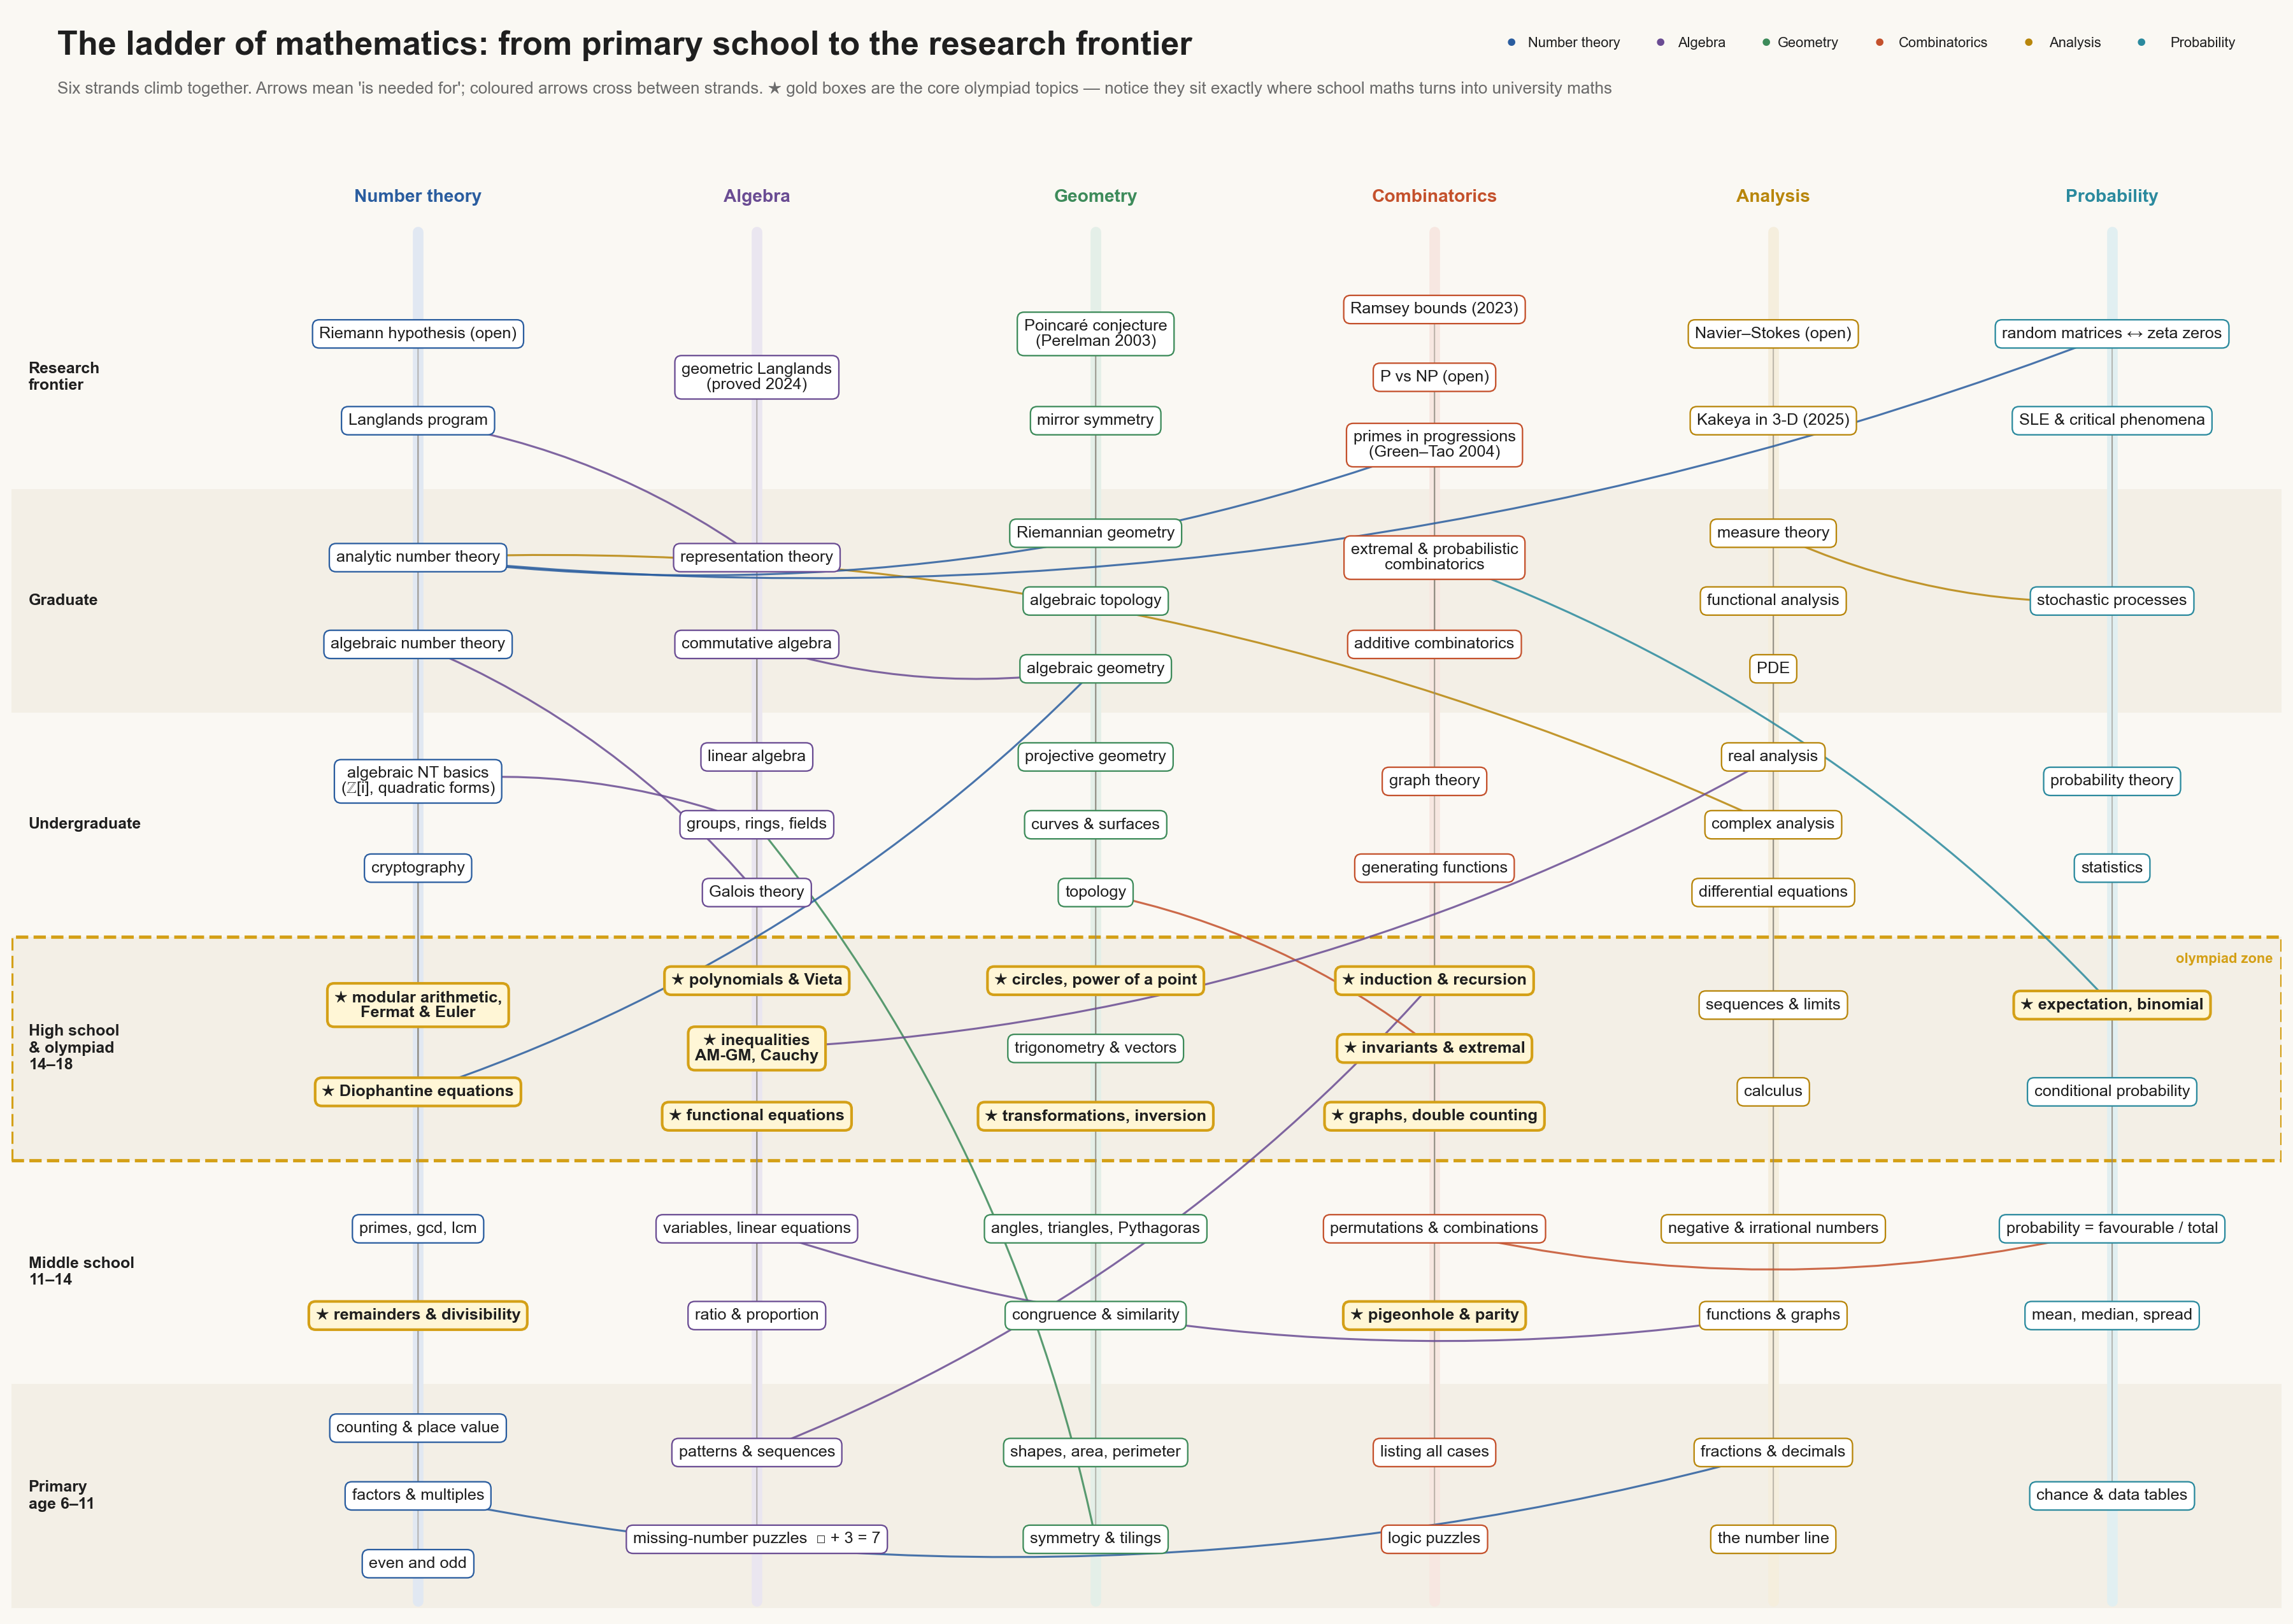 The ladder of mathematics: from primary school to the research frontier
Number theory
Algebra
Geometry
Combinatorics
Analysis
Probability
Six strands climb together. Arrows mean 'is needed for'; coloured arrows cross between strands. ★ gold boxes are the core olympiad topics — notice they sit exactly where school maths turns into university maths
Number theory
Algebra
Geometry
Combinatorics
Analysis
Probability
Research
frontier
Riemann hypothesis (open)
Langlands program
geometric Langlands
(proved 2024)
Poincaré conjecture
(Perelman 2003)
mirror symmetry
Ramsey bounds (2023)
P vs NP (open)
primes in progressions
(Green–Tao 2004)
Navier–Stokes (open)
Kakeya in 3-D (2025)
random matrices ↔ zeta zeros
SLE & critical phenomena
Graduate
analytic number theory
algebraic number theory
representation theory
commutative algebra
Riemannian geometry
algebraic topology
algebraic geometry
extremal & probabilistic
combinatorics
additive combinatorics
measure theory
functional analysis
PDE
stochastic processes
Undergraduate
algebraic NT basics
(ℤ[i], quadratic forms)
cryptography
linear algebra
groups, rings, fields
Galois theory
projective geometry
curves & surfaces
topology
graph theory
generating functions
real analysis
complex analysis
differential equations
probability theory
statistics
olympiad zone
High school
& olympiad
14–18
★ modular arithmetic,
Fermat & Euler
★ Diophantine equations
★ polynomials & Vieta
★ inequalities
AM-GM, Cauchy
★ functional equations
★ circles, power of a point
trigonometry & vectors
★ transformations, inversion
★ induction & recursion
★ invariants & extremal
★ graphs, double counting
sequences & limits
calculus
★ expectation, binomial
conditional probability
Middle school
11–14
primes, gcd, lcm
★ remainders & divisibility
variables, linear equations
ratio & proportion
angles, triangles, Pythagoras
congruence & similarity
permutations & combinations
★ pigeonhole & parity
negative & irrational numbers
functions & graphs
probability = favourable / total
mean, median, spread
Primary
age 6–11
counting & place value
factors & multiples
even and odd
patterns & sequences
missing-number puzzles □ + 3 = 7
shapes, area, perimeter
symmetry & tilings
listing all cases
logic puzzles
fractions & decimals
the number line
chance & data tables